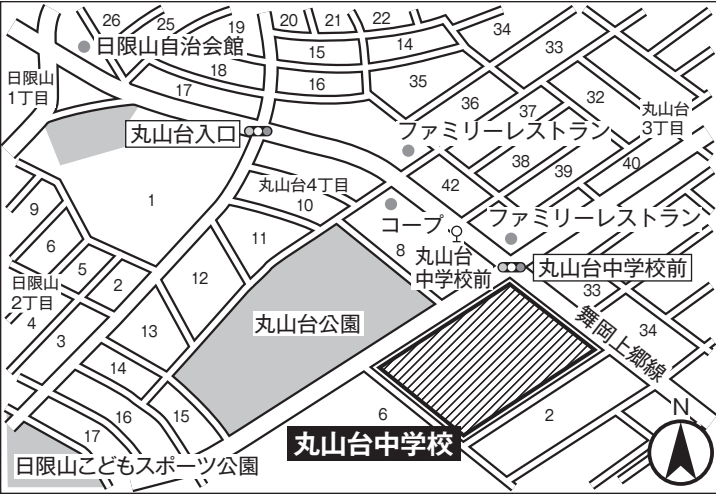 26
25
19
20
21
22
34
日限山自治会館
15
14
33
18
16
35
日限山
1丁目
17
36
37
32
丸山台
3丁目
丸山台入口
ファミリーレストラン
38
39
40
丸山台4丁目
10
42
1
コープ
ファミリーレストラン
9
11
8
丸山台
中学校前
丸山台中学校前
6
5
2
12
日限山
2丁目
4
33
34
舞岡上郷線
3
13
丸山台公園
14
16
15
17
6
2
丸山台中学校
日限山こどもスポーツ公園
N